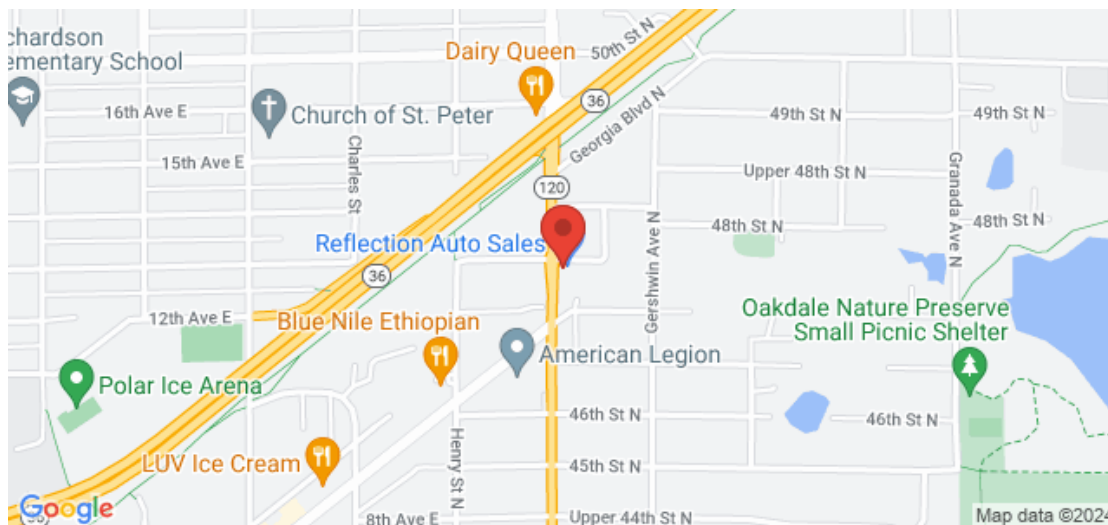 chardson
ementary School
Dairy Queen
50th St N
36
16th Ave E
Church of St. Peter
Georgia Blvd N
49th St N
49th St N
15th Ave E
Charles St
120
Upper 48th St N
Granada Ave N
Reflection Auto Sales
48th St N
48th St N
36
Gershwin Ave N
12th Ave E
Blue Nile Ethiopian
American Legion
Oakdale Nature Preserve
Small Picnic Shelter
Polar Ice Arena
46th St N
46th St N
Henry St N
LUV Ice Cream
45th St N
Google
8th Ave E
Upper 44th St N
Map data ©2024